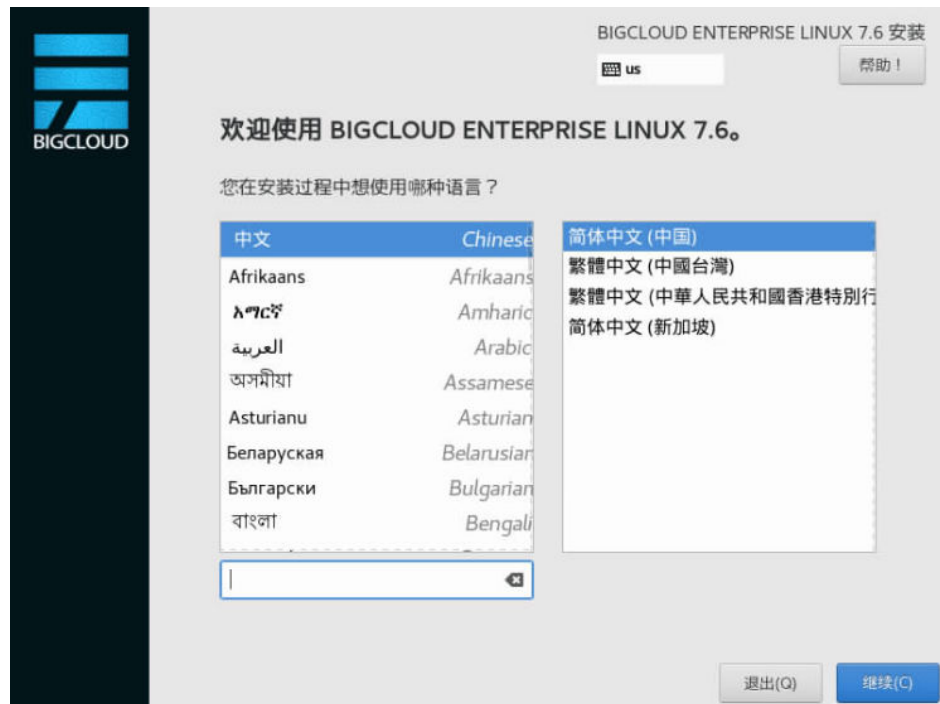 BIGCLOUD
BIGCLOUD ENTERPRISE LINUX 7.6 安装
us
帮助！
欢迎使用 BIGCLOUD ENTERPRISE LINUX 7.6。
您在安装过程中想使用哪种语言？
中文 Chinese
Afrikaans Afrikaans
አማርኛ Amharic
العربية Arabic
অসমীয়া Assamese
Asturianu Asturian
Беларуская Belarusian
Български Bulgarian
বাংলা Bengali
简体中文 (中国)
繁體中文 (中國台灣)
繁體中文 (中華人民共和國香港特別行
简体中文 (新加坡)
退出(Q)
继续(C)